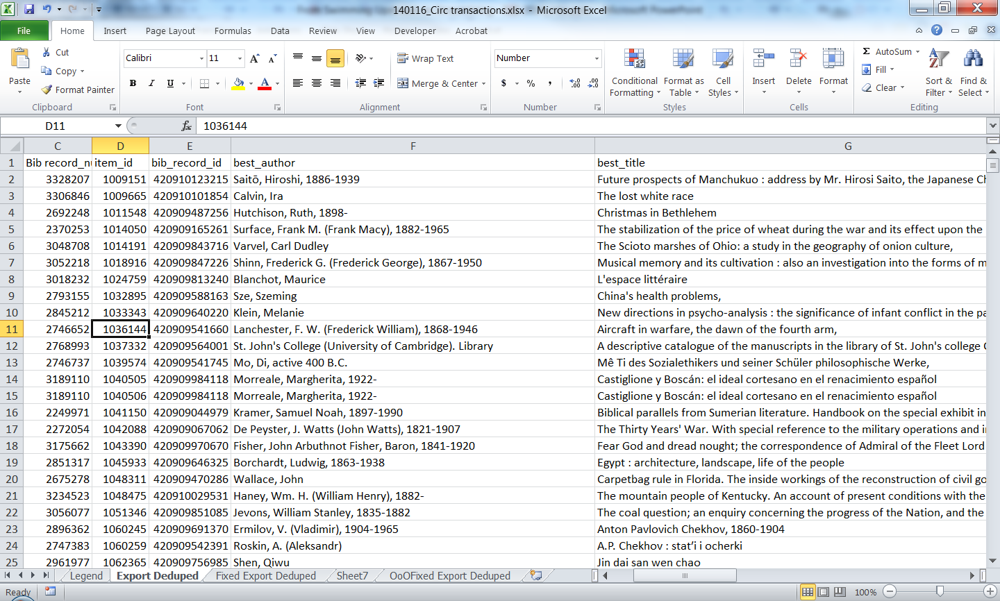 140116_Circ transactions.xlsx - Microsoft Excel
File Home Insert Page Layout Formulas Data Review View Developer Acrobat
Paste Cut Copy Format Painter Clipboard
Calibri 11 B I U Font
Wrap Text Merge & Center Alignment
Number $ % , Number
Conditional Formatting Format as Table Cell Styles Styles
Insert Delete Format Cells
Σ AutoSum Fill Clear Sort & Filter Find & Select Editing
D11 fx 1036144
C D E F G
1 Bib record_nu item_id bib_record_id best_author best_title
2 3328207 1009151 420910123215 Saitō, Hiroshi, 1886-1939 Future prospects of Manchukuo : address by Mr. Hirosi Saito, the Japanese Ch
3 3306846 1009665 420910101854 Calvin, Ira The lost white race
4 2692248 1011548 420909487256 Hutchison, Ruth, 1898- Christmas in Bethlehem
5 2370253 1014050 420909165261 Surface, Frank M. (Frank Macy), 1882-1965 The stabilization of the price of wheat during the war and its effect upon the
6 3048708 1014191 420909843716 Varvel, Carl Dudley The Scioto marshes of Ohio: a study in the geography of onion culture,
7 3052218 1018916 420909847226 Shinn, Frederick G. (Frederick George), 1867-1950 Musical memory and its cultivation : also an investigation into the forms of m
8 3018232 1024759 420909813240 Blanchot, Maurice L'espace littéraire
9 2793155 1032895 420909588163 Sze, Szeming China's health problems,
10 2845212 1033343 420909640220 Klein, Melanie New directions in psycho-analysis : the significance of infant conflict in the pa
11 2746652 1036144 420909541660 Lanchester, F. W. (Frederick William), 1868-1946 Aircraft in warfare, the dawn of the fourth arm,
12 2768993 1037332 420909564001 St. John's College (University of Cambridge). Library A descriptive catalogue of the manuscripts in the library of St. John's college C
13 2746737 1039574 420909541745 Mo, Di, active 400 B.C. Mê Ti des Sozialethikers und seiner Schüler philosophische Werke,
14 3189110 1040505 420909984118 Morreale, Margherita, 1922- Castiglione y Boscán: el ideal cortesano en el renacimiento español
15 3189110 1040506 420909984118 Morreale, Margherita, 1922- Castiglione y Boscán: el ideal cortesano en el renacimiento español
16 2249971 1041150 420909044979 Kramer, Samuel Noah, 1897-1990 Biblical parallels from Sumerian literature. Handbook on the special exhibit in
17 2272054 1042088 420909067062 De Peyster, J. Watts (John Watts), 1821-1907 The Thirty Years' War. With special reference to the military operations and i
18 3175662 1043390 420909970670 Fisher, John Arbuthnot Fisher, Baron, 1841-1920 Fear God and dread nought; the correspondence of Admiral of the Fleet Lord
19 2851317 1045933 420909646325 Borchardt, Ludwig, 1863-1938 Egypt : architecture, landscape, life of the people
20 2675278 1048311 420909470286 Wallace, John Carpetbag rule in Florida. The inside workings of the reconstruction of civil go
21 3234523 1048475 420910029531 Haney, Wm. H. (William Henry), 1882- The mountain people of Kentucky. An account of present conditions with the
22 3056077 1051346 420909851085 Jevons, William Stanley, 1835-1882 The coal question; an enquiry concerning the progress of the Nation, and the
23 2896362 1060245 420909691370 Ermilov, V. (Vladimir), 1904-1965 Anton Pavlovich Chekhov, 1860-1904
24 2747383 1060259 420909542391 Roskin, A. (Aleksandr) A.P. Chekhov : statʹi i ocherki
25 2961977 1062365 420909756985 Shen, Qiwu Jin dai san wen chao
Legend Export Deduped Fixed Export Deduped Sheet7 OoOFixed Export Deduped
Ready 100%